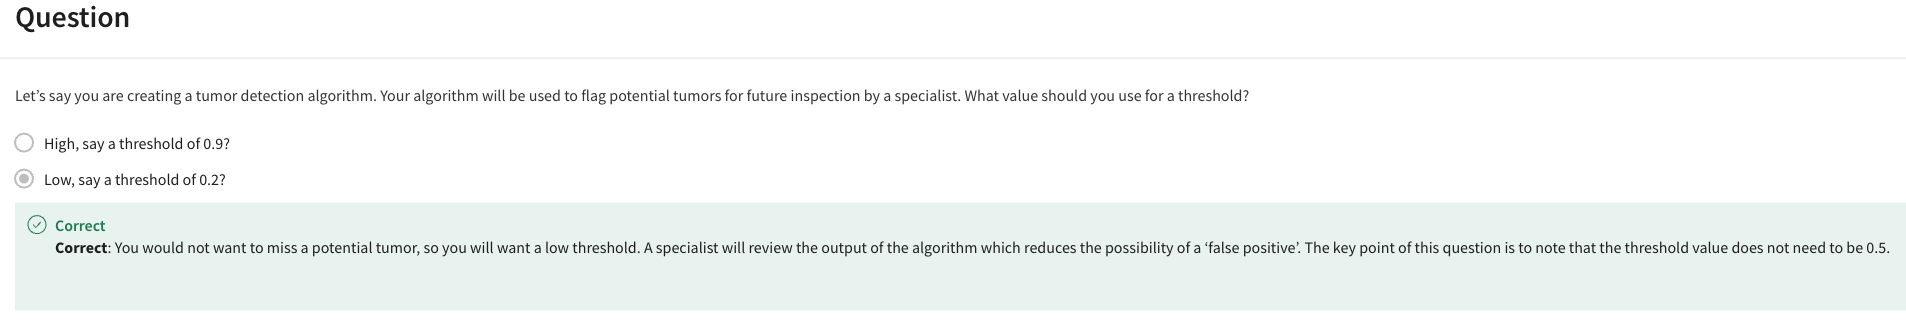 Question
Let’s say you are creating a tumor detection algorithm. Your algorithm will be used to flag potential tumors for future inspection by a specialist. What value should you use for a threshold?
High, say a threshold of 0.9?
Low, say a threshold of 0.2?
Correct
Correct: You would not want to miss a potential tumor, so you will want a low threshold. A specialist will review the output of the algorithm which reduces the possibility of a ‘false positive’. The key point of this question is to note that the threshold value does not need to be 0.5.